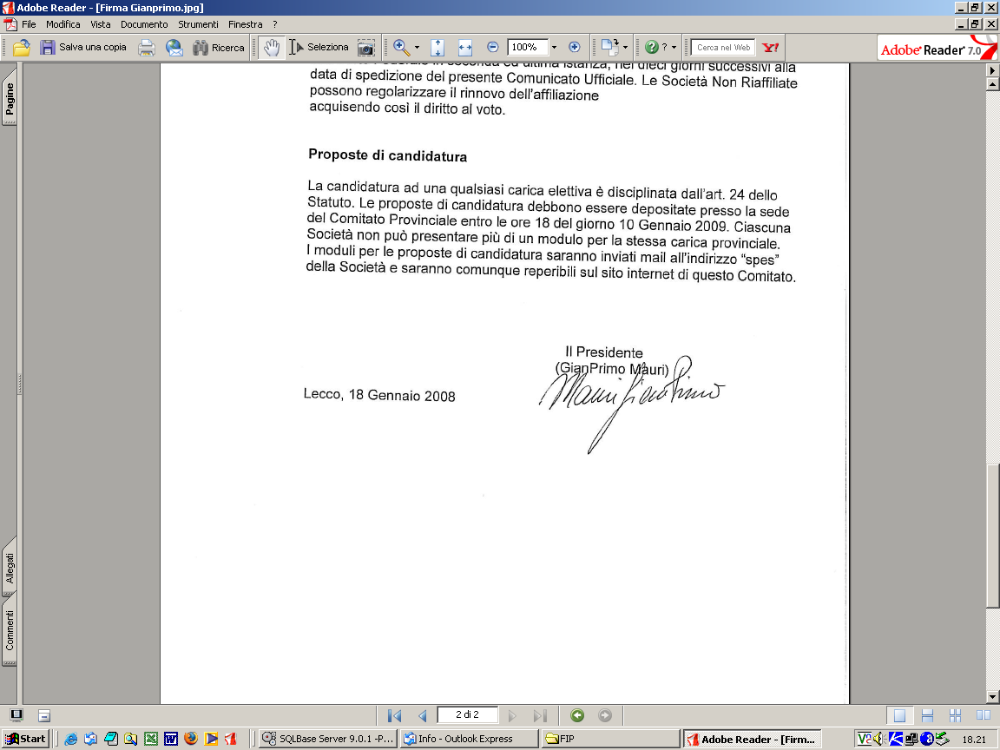 Adobe Reader - [Firma Gianprimo.jpg]
File Modifica Vista Documento Strumenti Finestra ?
Salva una copia Ricerca Seleziona 100% ? Cerca nel Web Y! Adobe Reader 7.0
Pagine
in seconda ed ultima istanza, nei dieci giorni successivi alla
data di spedizione del presente Comunicato Ufficiale. Le Società Non Riaffiliate
possono regolarizzare il rinnovo dell'affiliazione
acquisendo così il diritto al voto.
Proposte di candidatura
La candidatura ad una qualsiasi carica elettiva è disciplinata dall'art. 24 dello
Statuto. Le proposte di candidatura debbono essere depositate presso la sede
del Comitato Provinciale entro le ore 18 del giorno 10 Gennaio 2009. Ciascuna
Società non può presentare più di un modulo per la stessa carica provinciale.
I moduli per le proposte di candidatura saranno inviati mail all'indirizzo “spes”
della Società e saranno comunque reperibili sul sito internet di questo Comitato.
Il Presidente
(GianPrimo Mauri)
Mauri GianPrimo
Lecco, 18 Gennaio 2008
Allegati
Commenti
2 di 2
Start SQLBase Server 9.0.1 -P... Info - Outlook Express FIP Adobe Reader - [Firm... 18.21